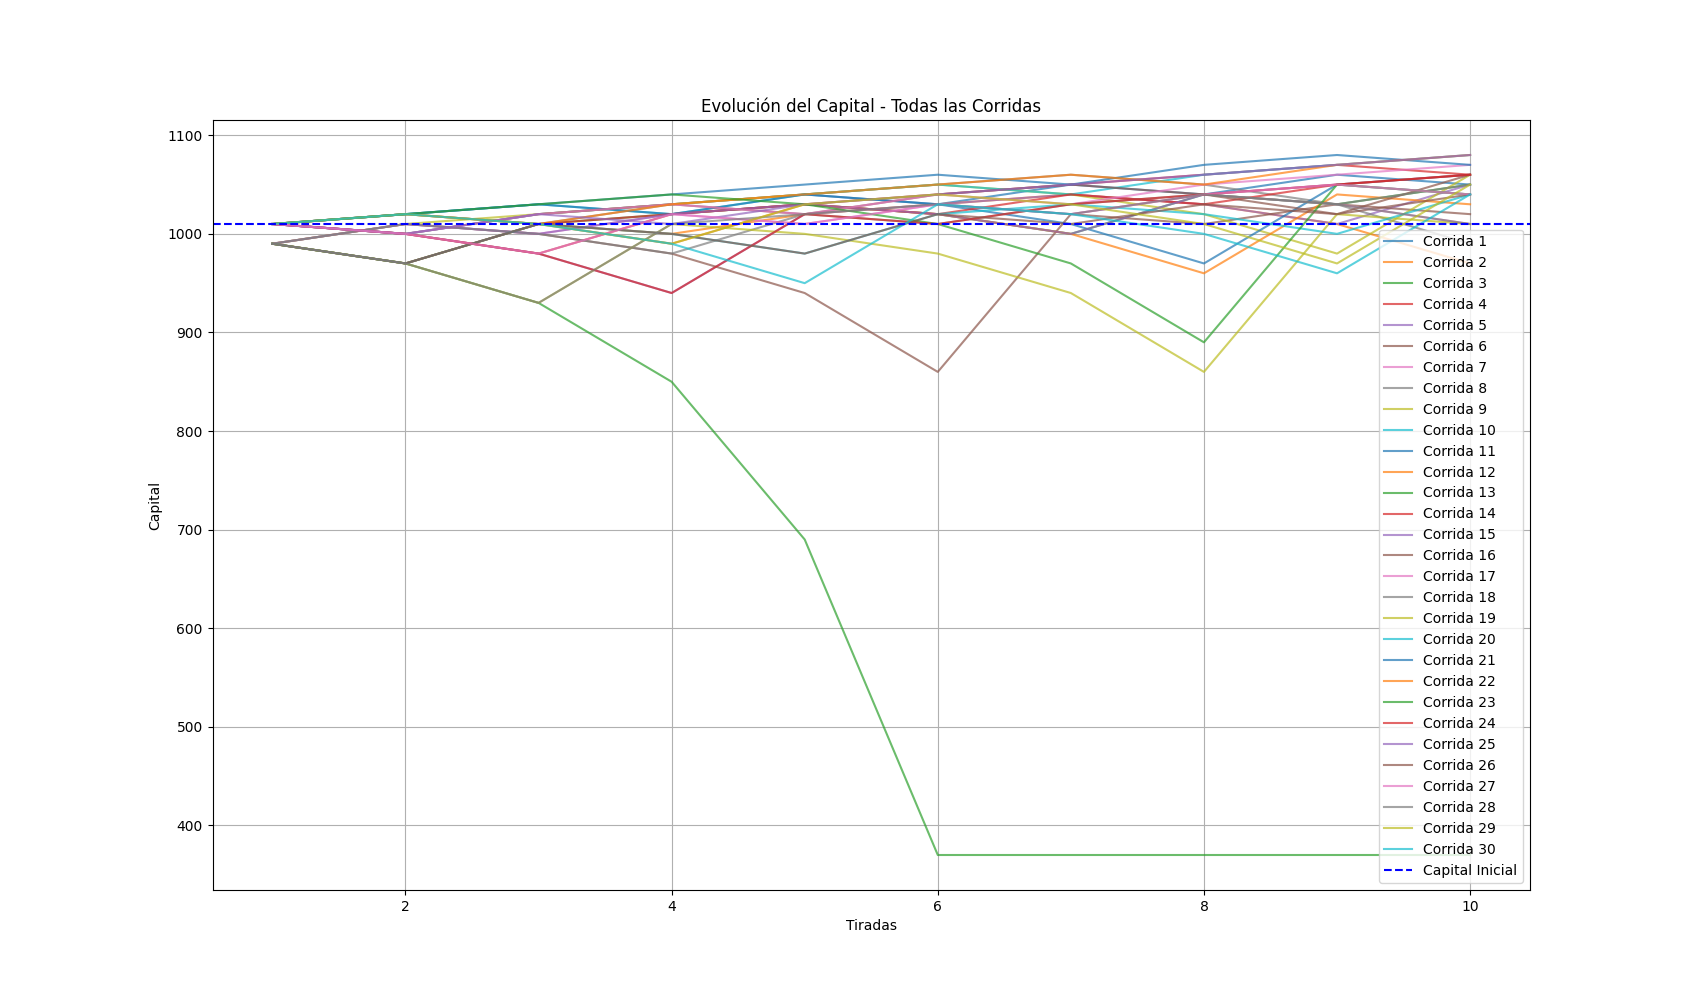 Evolución del Capital - Todas las Corridas
1100
1000
900
800
700
600
500
400
Capital
2
4
6
8
10
Tiradas
Corrida 1
Corrida 2
Corrida 3
Corrida 4
Corrida 5
Corrida 6
Corrida 7
Corrida 8
Corrida 9
Corrida 10
Corrida 11
Corrida 12
Corrida 13
Corrida 14
Corrida 15
Corrida 16
Corrida 17
Corrida 18
Corrida 19
Corrida 20
Corrida 21
Corrida 22
Corrida 23
Corrida 24
Corrida 25
Corrida 26
Corrida 27
Corrida 28
Corrida 29
Corrida 30
Capital Inicial